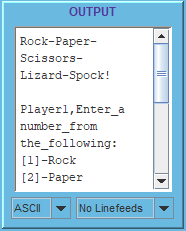 OUTPUT
Rock-Paper-
Scissors-
Lizard-Spock!
Player1,Enter_a
number_from
the_following:
[1]-Rock
[2]-Paper
ASCII
No Linefeeds